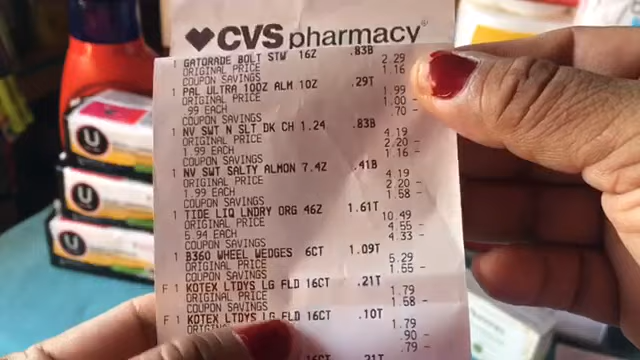 CVS pharmacy®
1 GATORADE BOLT STW 16Z .83B
ORIGINAL PRICE 2.29
COUPON SAVINGS 1.16
1 PAL ULTRA 100Z ALM 1OZ .29T
ORIGINAL PRICE 1.99
.99 EACH 1.00 -
COUPON SAVINGS .70 -
1 NV SWT N SLT DK CH 1.24 .83B
ORIGINAL PRICE 4.19
1.99 EACH 2.20 -
COUPON SAVINGS 1.16 -
1 NV SWT SALTY ALMON 7.4Z .41B
ORIGINAL PRICE 4.19
1.99 EACH 2.20 -
COUPON SAVINGS 1.58 -
1 TIDE LIQ LNDRY ORG 46Z 1.61T
ORIGINAL PRICE 10.49
5.94 EACH 4.55 -
COUPON SAVINGS 4.33 -
1 B360 WHEEL WEDGES 6CT 1.09T
ORIGINAL PRICE 5.29
COUPON SAVINGS 1.55 -
F 1 KOTEX LTDYS LG FLD 16CT .21T
ORIGINAL PRICE 1.79
COUPON SAVINGS 1.58 -
F 1 KOTEX LTDYS LG FLD 16CT .10T
1.79
.90 -
.79 -
16CT .21T
U
U
U